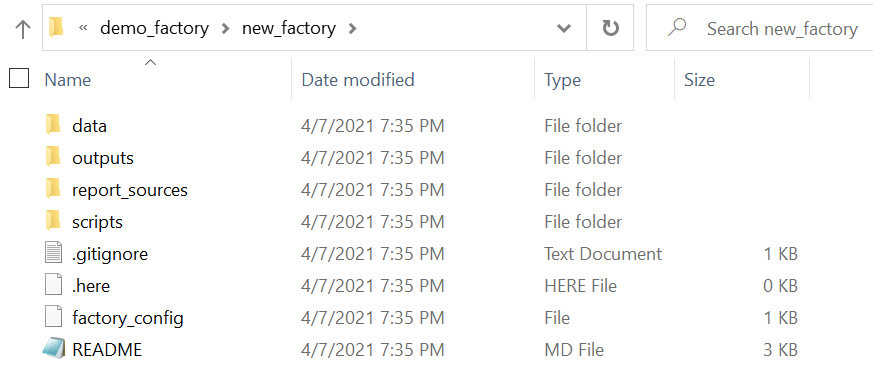 « demo_factory > new_factory > Search new_factory
Name Date modified Type Size
data 4/7/2021 7:35 PM File folder
outputs 4/7/2021 7:35 PM File folder
report_sources 4/7/2021 7:35 PM File folder
scripts 4/7/2021 7:35 PM File folder
.gitignore 4/7/2021 7:35 PM Text Document 1 KB
.here 4/7/2021 7:35 PM HERE File 0 KB
factory_config 4/7/2021 7:35 PM File 1 KB
README 4/7/2021 7:35 PM MD File 3 KB